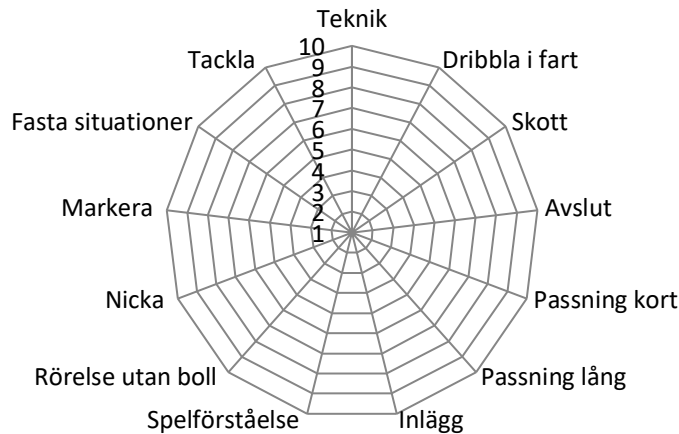 Teknik
Dribbla i fart
Skott
Avslut
Passning kort
Passning lång
Inlägg
Spelförståelse
Rörelse utan boll
Nicka
Markera
Fasta situationer
Tackla
10
9
8
7
6
5
4
3
2
1